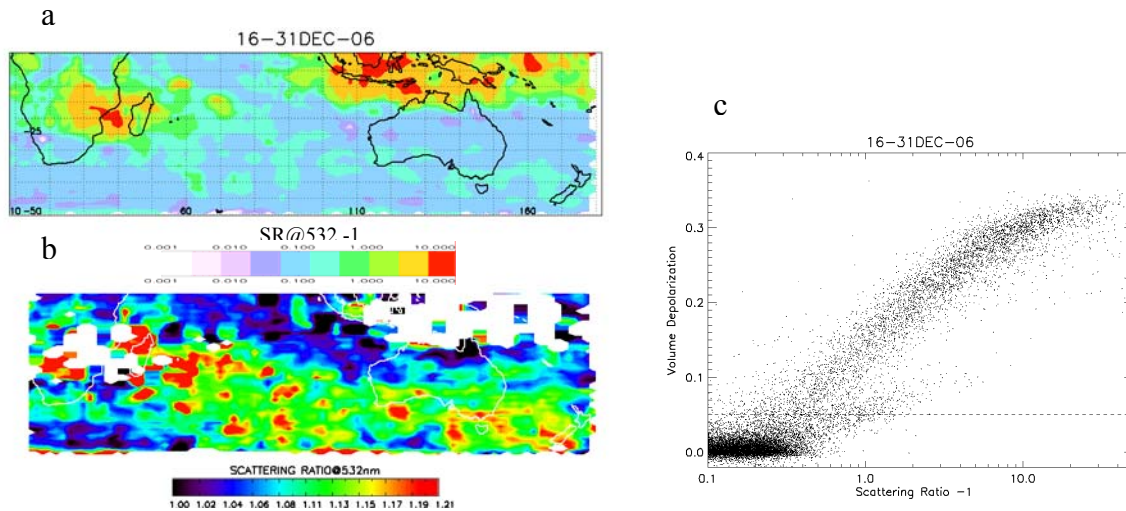 a
16-31DEC-06
-25
10 -50
60
110
160
b
SR@532 -1
0.001 0.010 0.100 1.000 10.000
0.001 0.010 0.100 1.000 10.000
SCATTERING RATIO@532nm
1.00 1.02 1.04 1.06 1.08 1.11 1.13 1.15 1.17 1.19 1.21
c
16-31DEC-06
Volume Depolarization
0.4
0.3
0.2
0.1
0.0
0.1 1.0 10.0
Scattering Ratio -1